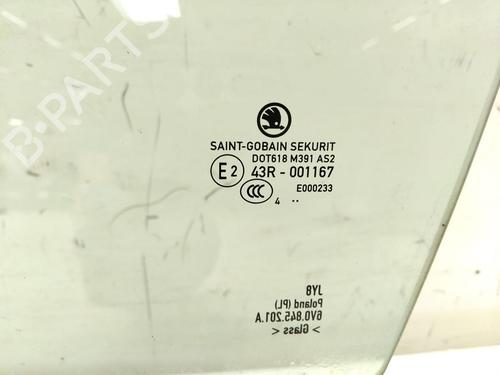 B-PARTS
SAINT-GOBAIN SEKURIT
DOT618 M391 AS2
E2 43R - 001167
CCC E000233
4 ..
JY8
Poland (PL)
6V0.845.201.A
> Glass <